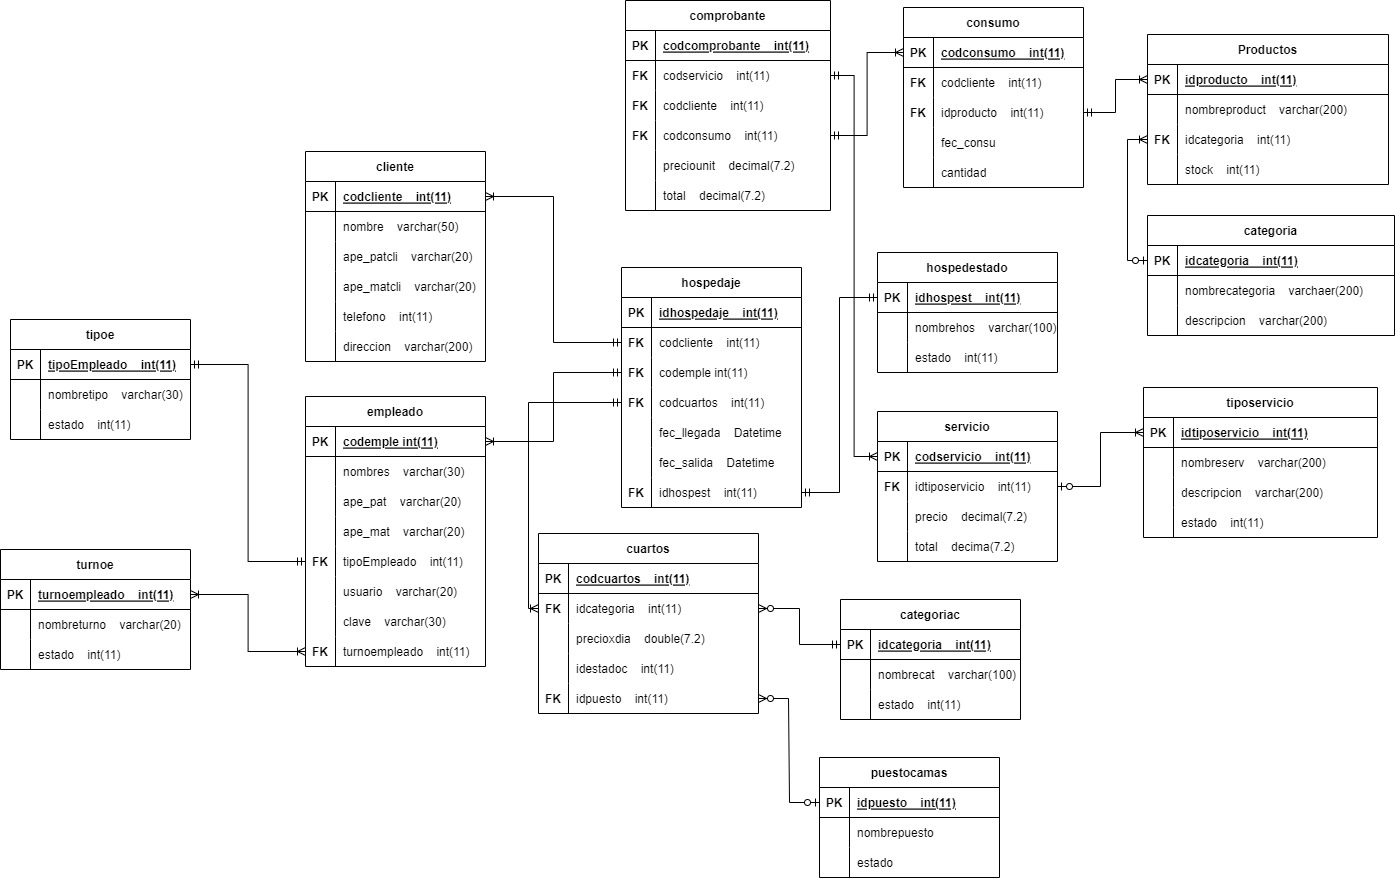 comprobante
PK codcomprobante int(11)
FK codservicio int(11)
FK codcliente int(11)
FK codconsumo int(11)
preciounit decimal(7.2)
total decimal(7.2)
consumo
PK codconsumo int(11)
FK codcliente int(11)
FK idproducto int(11)
fec_consu
cantidad
Productos
PK idproducto int(11)
nombreproduct varchar(200)
FK idcategoria int(11)
stock int(11)
cliente
PK codcliente int(11)
nombre varchar(50)
ape_patcli varchar(20)
ape_matcli varchar(20)
telefono int(11)
direccion varchar(200)
categoria
PK idcategoria int(11)
nombrecategoria varchaer(200)
descripcion varchar(200)
hospedaje
PK idhospedaje int(11)
FK codcliente int(11)
FK codemple int(11)
FK codcuartos int(11)
fec_llegada Datetime
fec_salida Datetime
FK idhospest int(11)
hospedestado
PK idhospest int(11)
nombrehos varchar(100)
estado int(11)
tipoe
PK tipoEmpleado int(11)
nombretipo varchar(30)
estado int(11)
empleado
PK codemple int(11)
nombres varchar(30)
ape_pat varchar(20)
ape_mat varchar(20)
FK tipoEmpleado int(11)
usuario varchar(20)
clave varchar(30)
FK turnoempleado int(11)
servicio
PK codservicio int(11)
FK idtiposervicio int(11)
precio decimal(7.2)
total decima(7.2)
tiposervicio
PK idtiposervicio int(11)
nombreserv varchar(200)
descripcion varchar(200)
estado int(11)
turnoe
PK turnoempleado int(11)
nombreturno varchar(20)
estado int(11)
cuartos
PK codcuartos int(11)
FK idcategoria int(11)
precioxdia double(7.2)
idestadoc int(11)
FK idpuesto int(11)
categoriac
PK idcategoria int(11)
nombrecat varchar(100)
estado int(11)
puestocamas
PK idpuesto int(11)
nombrepuesto
estado